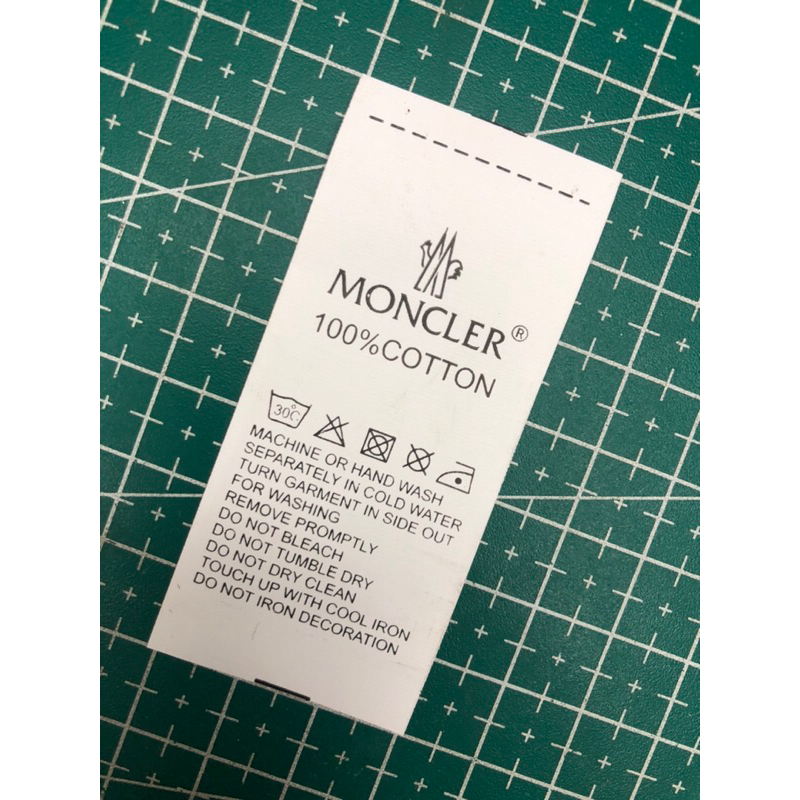 MONCLER®
100%COTTON
30C
MACHINE OR HAND WASH
SEPARATELY IN COLD WATER
TURN GARMENT IN SIDE OUT
FOR WASHING
REMOVE PROMPTLY
DO NOT BLEACH
DO NOT TUMBLE DRY
DO NOT DRY CLEAN
TOUCH UP WITH COOL IRON
DO NOT IRON DECORATION